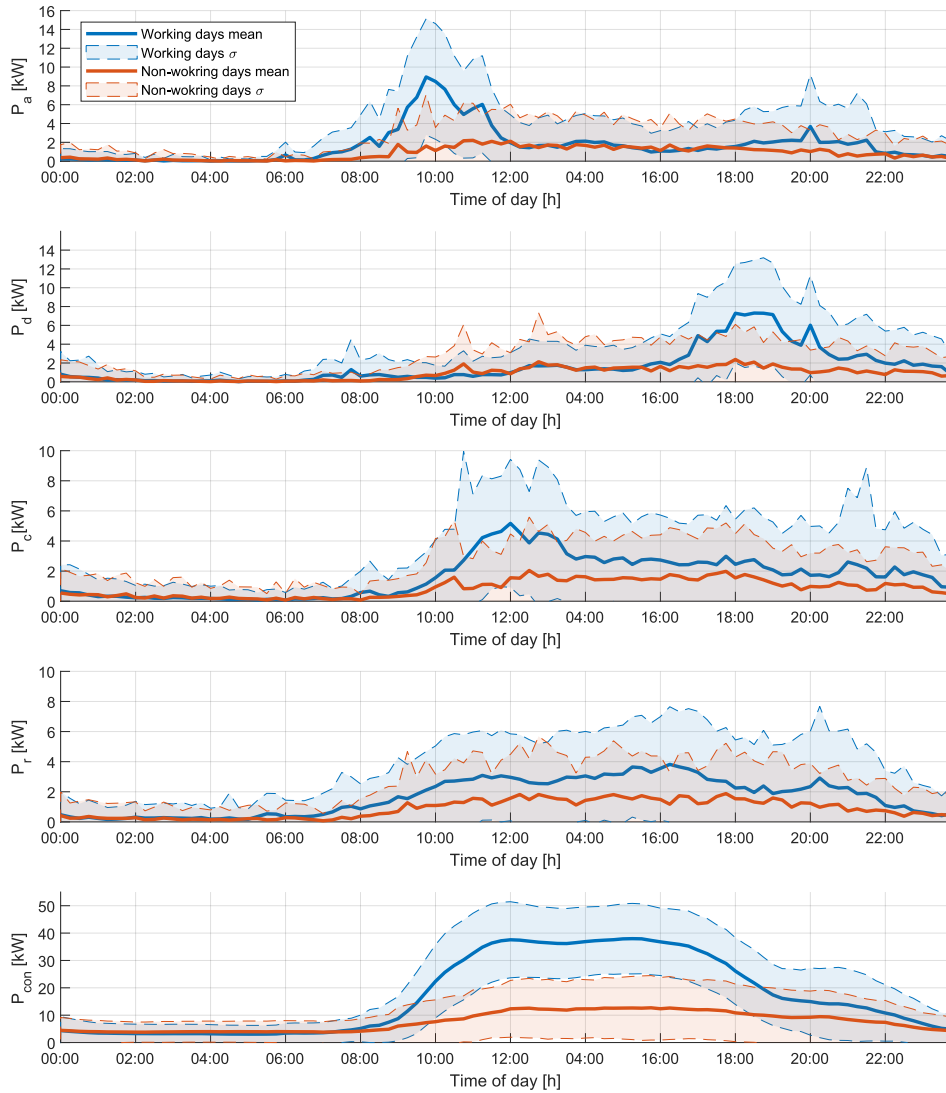 16
14
12
10
8
6
4
2
0
P_a [kW]
Working days mean
Working days σ
Non-wokring days mean
Non-wokring days σ
00:00 02:00 04:00 06:00 08:00 10:00 12:00 04:00 16:00 18:00 20:00 22:00
Time of day [h]
14
12
10
8
6
4
2
0
P_d [kW]
00:00 02:00 04:00 06:00 08:00 10:00 12:00 04:00 16:00 18:00 20:00 22:00
Time of day [h]
10
8
6
4
2
0
P_c[kW]
00:00 02:00 04:00 06:00 08:00 10:00 12:00 04:00 16:00 18:00 20:00 22:00
Time of day [h]
10
8
6
4
2
0
P_r [kW]
00:00 02:00 04:00 06:00 08:00 10:00 12:00 04:00 16:00 18:00 20:00 22:00
Time of day [h]
50
40
30
20
10
0
P_con [kW]
00:00 02:00 04:00 06:00 08:00 10:00 12:00 04:00 16:00 18:00 20:00 22:00
Time of day [h]